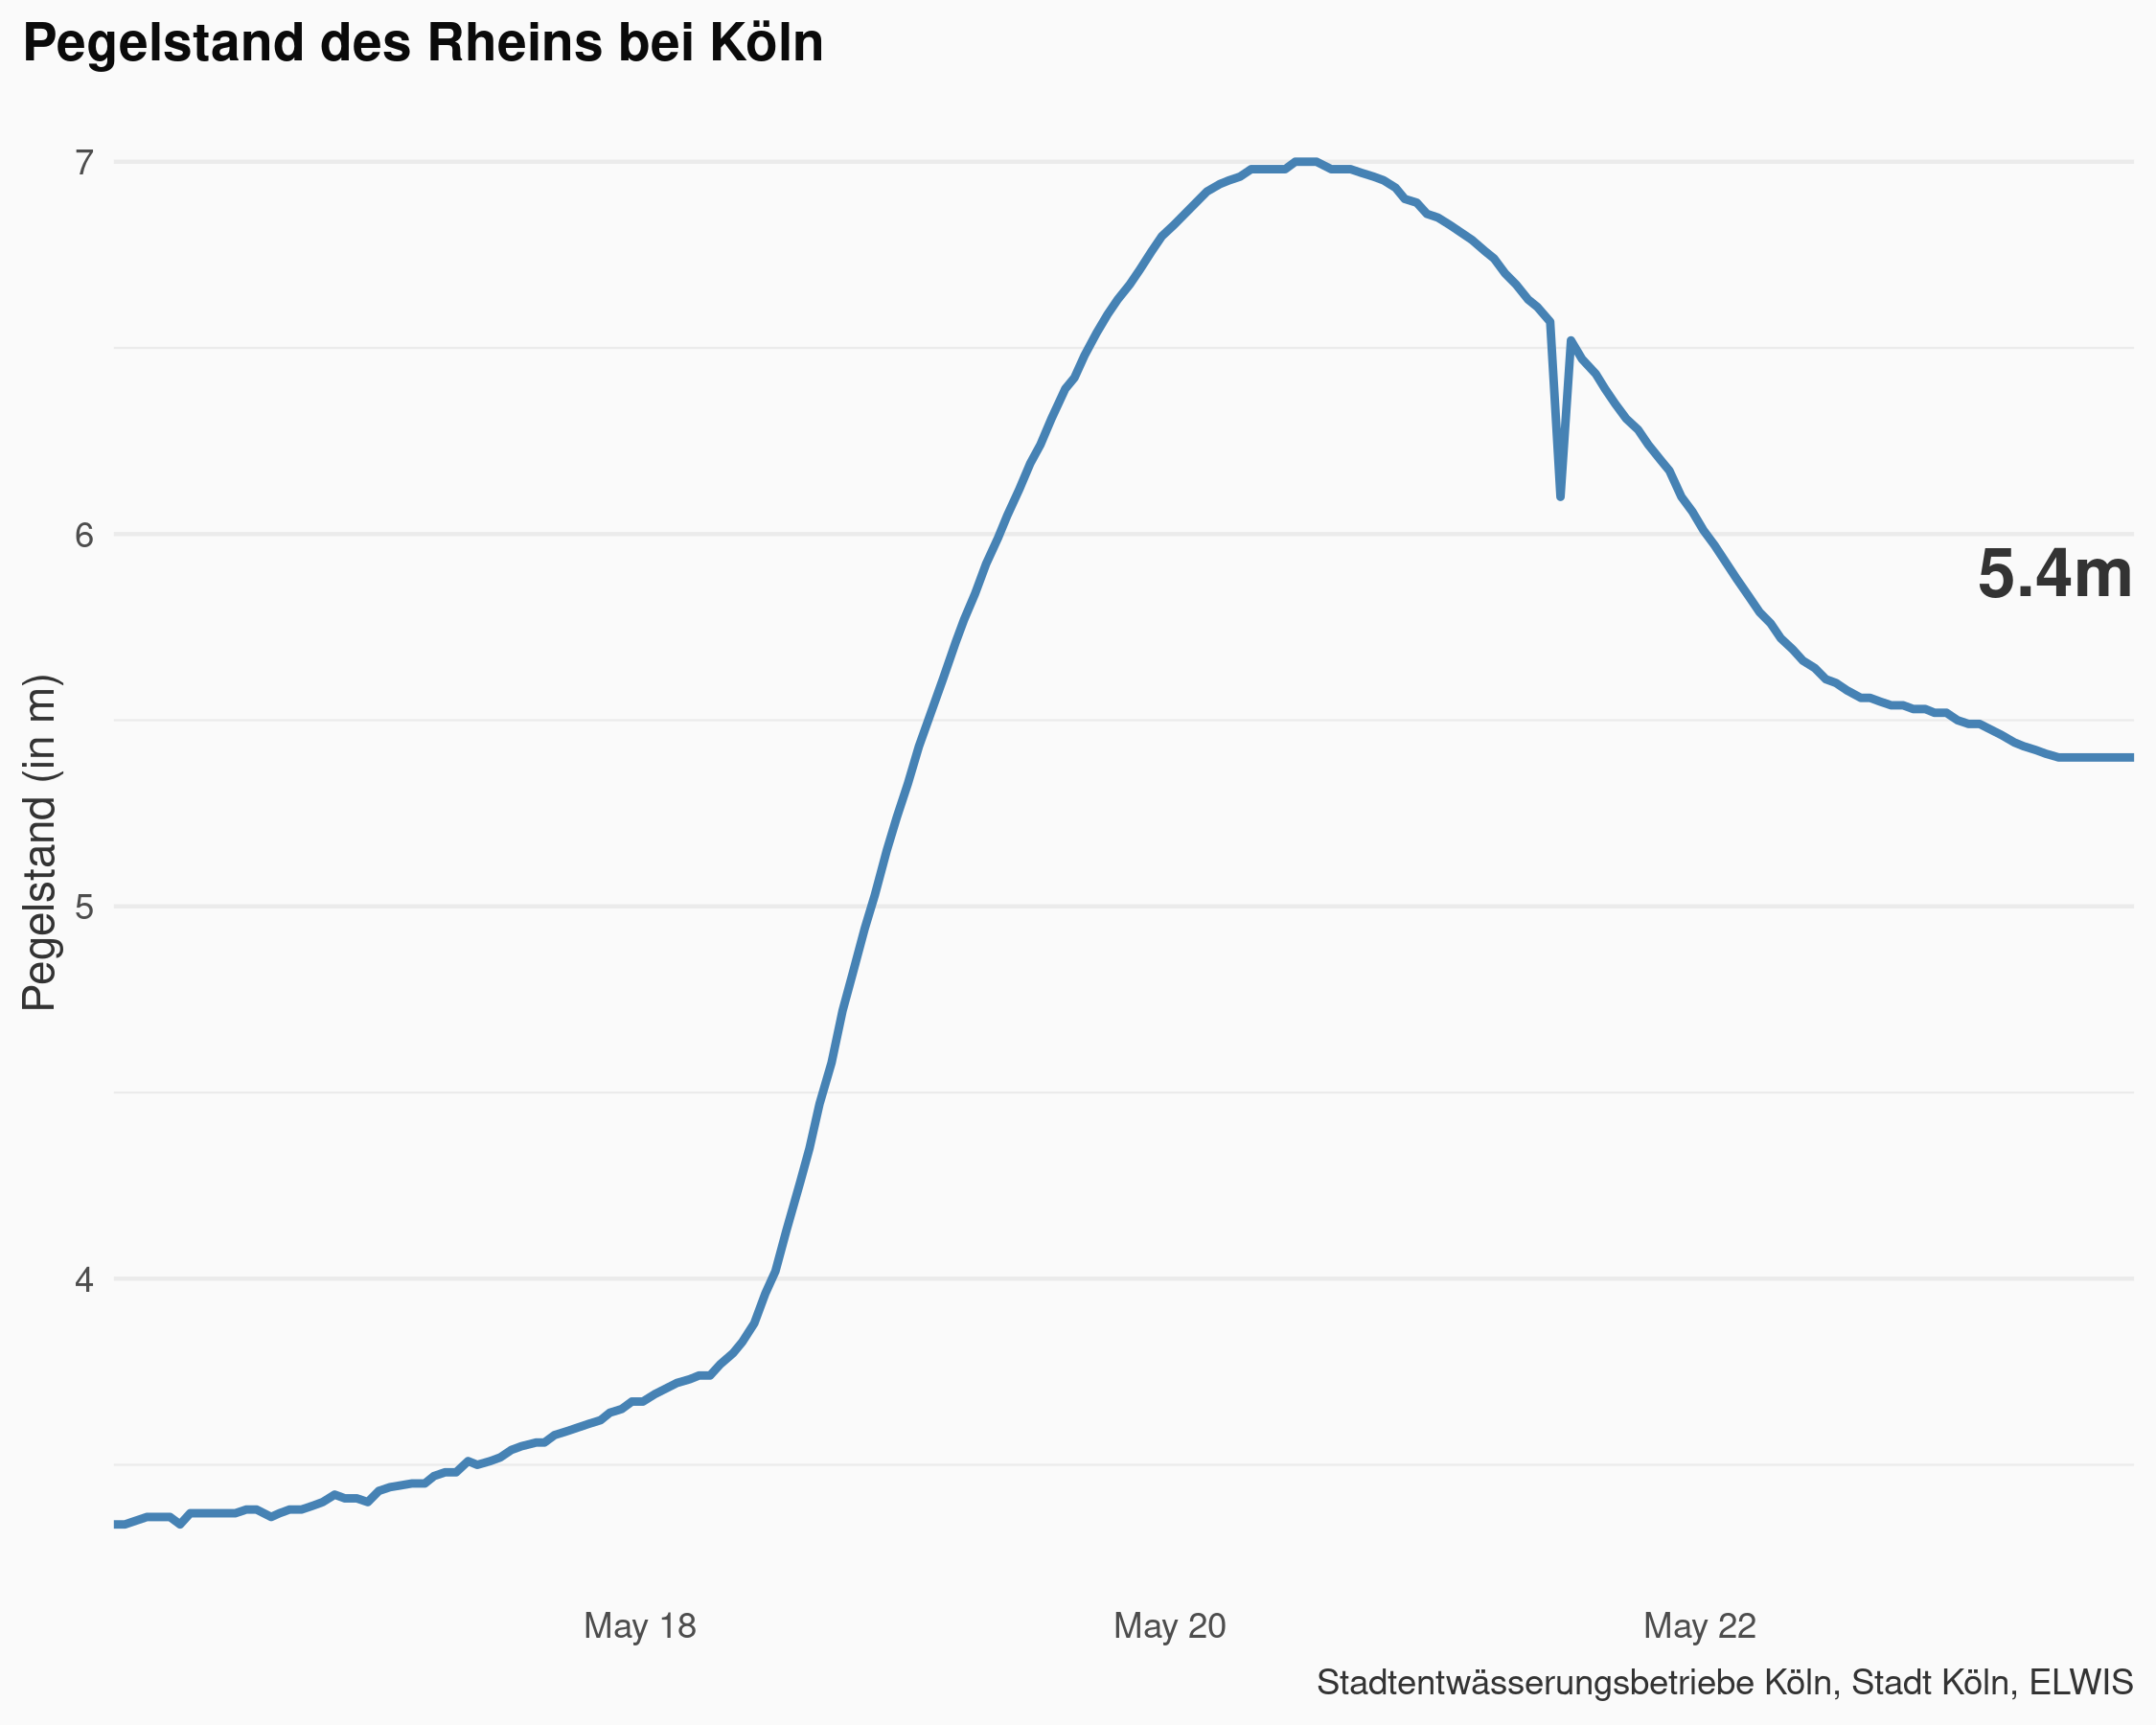 Pegelstand des Rheins bei Köln
Pegelstand (in m)
7
6
5
4
5.4m
May 18
May 20
May 22
Stadtentwässerungsbetriebe Köln, Stadt Köln, ELWIS